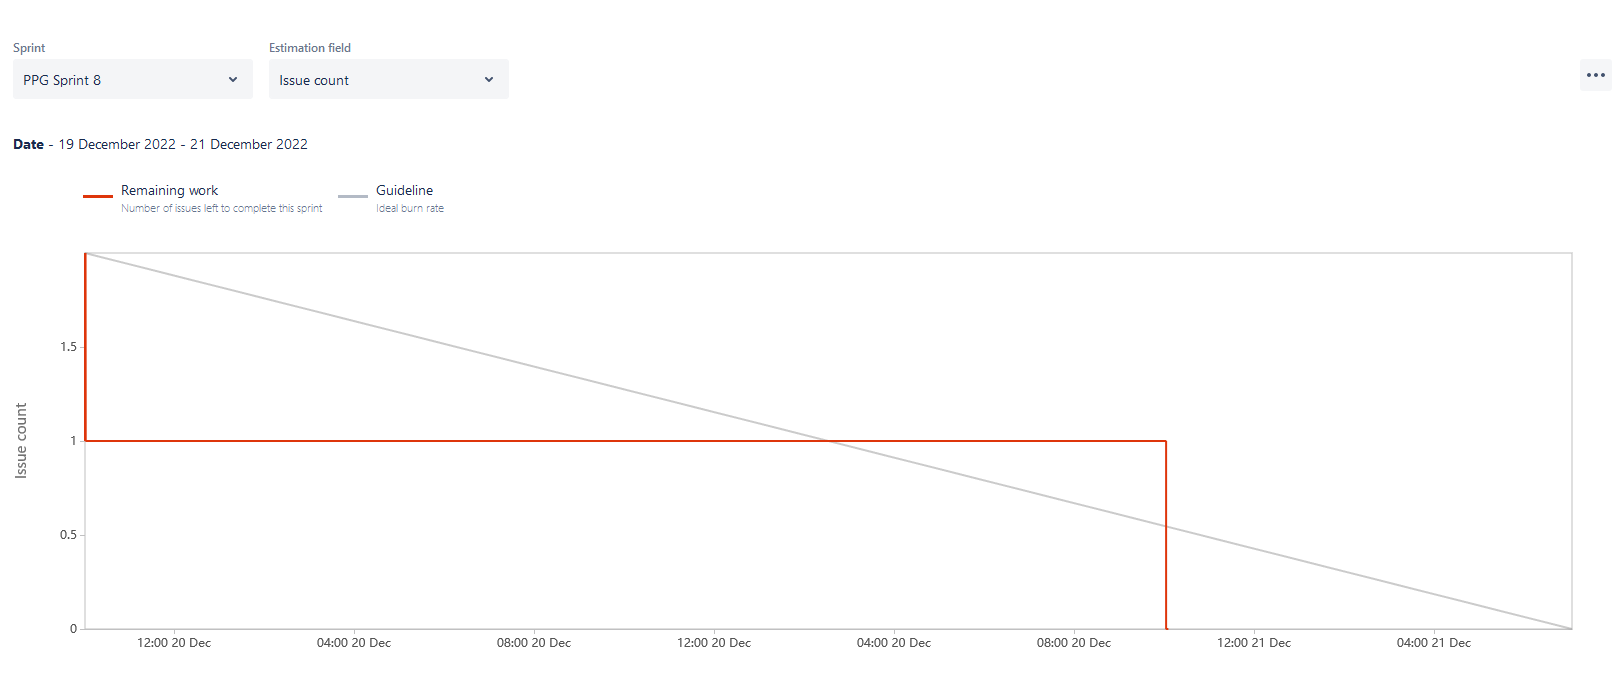 Sprint
Estimation field
PPG Sprint 8
Issue count
Date - 19 December 2022 - 21 December 2022
Remaining work
Number of issues left to complete this sprint
Guideline
Ideal burn rate
Issue count
1.5
1
0.5
0
12:00 20 Dec
04:00 20 Dec
08:00 20 Dec
12:00 20 Dec
04:00 20 Dec
08:00 20 Dec
12:00 21 Dec
04:00 21 Dec